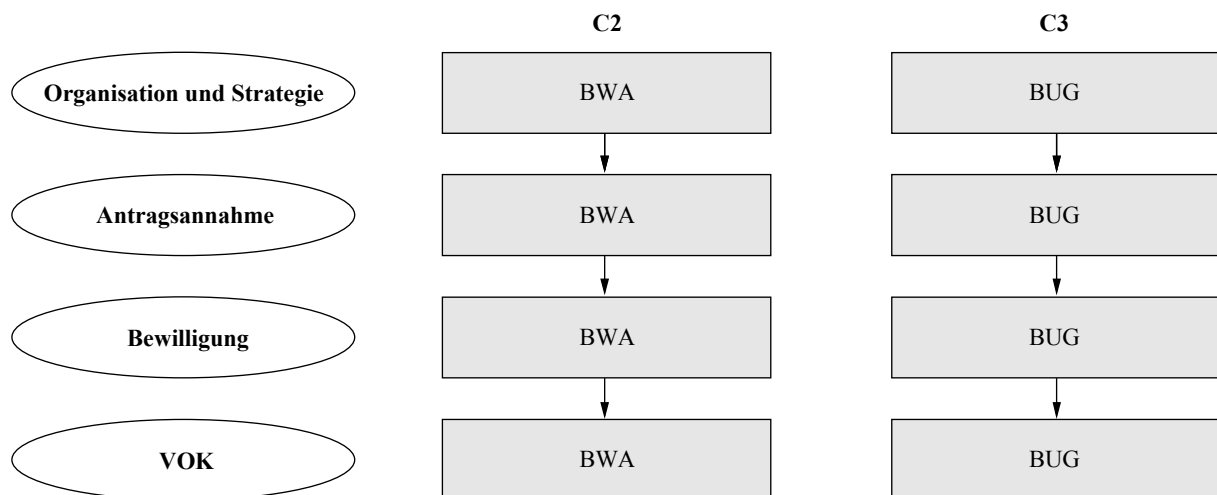 C2 C3
Organisation und Strategie BWA BUG
Antragsannahme BWA BUG
Bewilligung BWA BUG
VOK BWA BUG